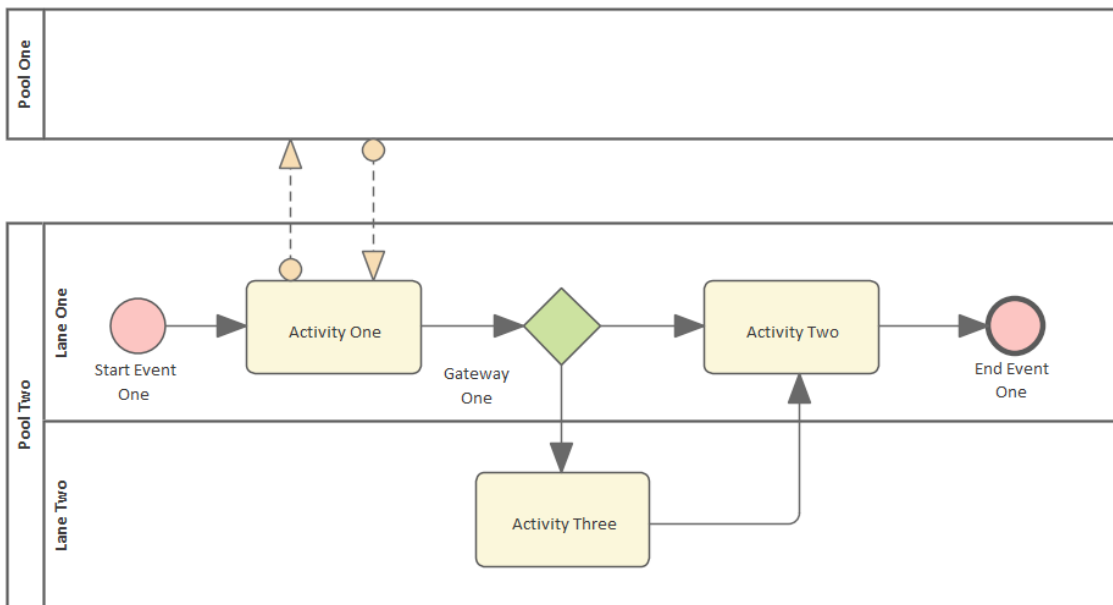 Pool One
Pool Two
Lane One
Start Event
One
Activity One
Gateway
One
Activity Two
End Event
One
Lane Two
Activity Three